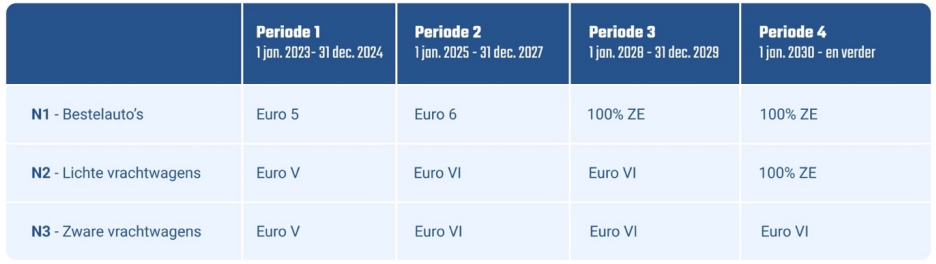 Periode 1 Periode 2 Periode 3 Periode 4
1 jan. 2023- 31 dec. 2024 1 jan. 2025 - 31 dec. 2027 1 jan. 2028 - 31 dec. 2029 1 jan. 2030 - en verder
N1 - Bestelauto's Euro 5 Euro 6 100% ZE 100% ZE
N2 - Lichte vrachtwagens Euro V Euro VI Euro VI 100% ZE
N3 - Zware vrachtwagens Euro V Euro VI Euro VI Euro VI